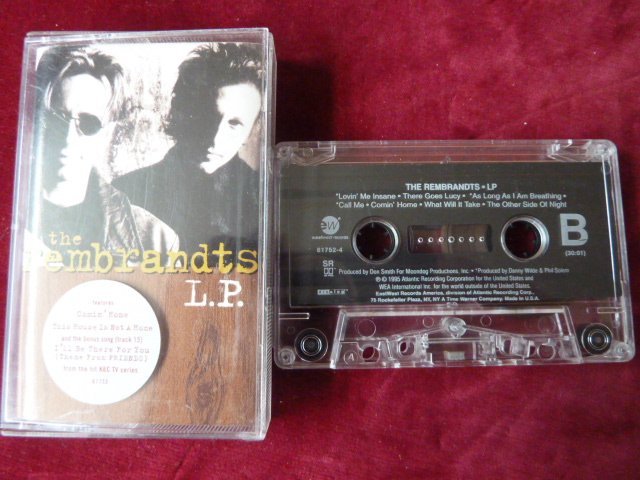 the
Rembrandts
L.P.
features
Comin' Home
This House Is Not A Home
and the bonus song (track 15)
I'll Be There For You
(Theme From FRIENDS)
from the hit NBC TV series
61752
THE REMBRANDTS • LP
*Lovin' Me Insane • There Goes Lucy • *As Long As I Am Breathing •
*Call Me • Comin' Home • What Will It Take • The Other Side Of Night
ew
eastwest records
61752-4
B
(30:01)
SR
Produced by Don Smith For Moondog Productions, Inc. • *Produced by Danny Wilde & Phil Solem
℗ © 1995 Atlantic Recording Corporation for the United States and
WEA International Inc. for the world outside of the United States.
EastWest Records America, division of Atlantic Recording Corp.,
75 Rockefeller Plaza, NY, NY A Time Warner Company. Made in U.S.A.